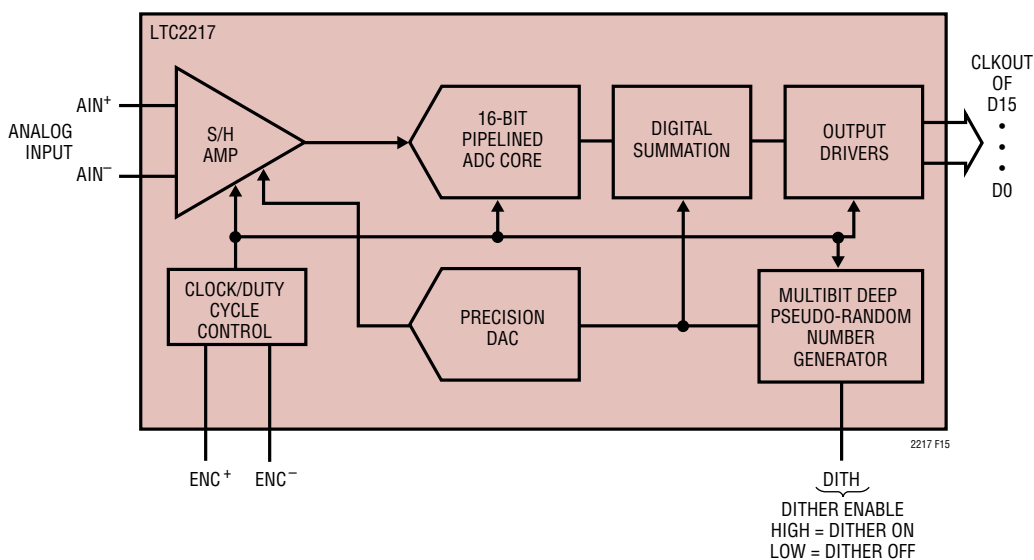 LTC2217
AIN+
ANALOG
INPUT
AIN−
S/H
AMP
16-BIT
PIPELINED
ADC CORE
DIGITAL
SUMMATION
OUTPUT
DRIVERS
CLKOUT
OF
D15
•
•
•
D0
CLOCK/DUTY
CYCLE
CONTROL
PRECISION
DAC
MULTIBIT DEEP
PSEUDO-RANDOM
NUMBER
GENERATOR
2217 F15
ENC+
ENC−
DITH
DITHER ENABLE
HIGH = DITHER ON
LOW = DITHER OFF